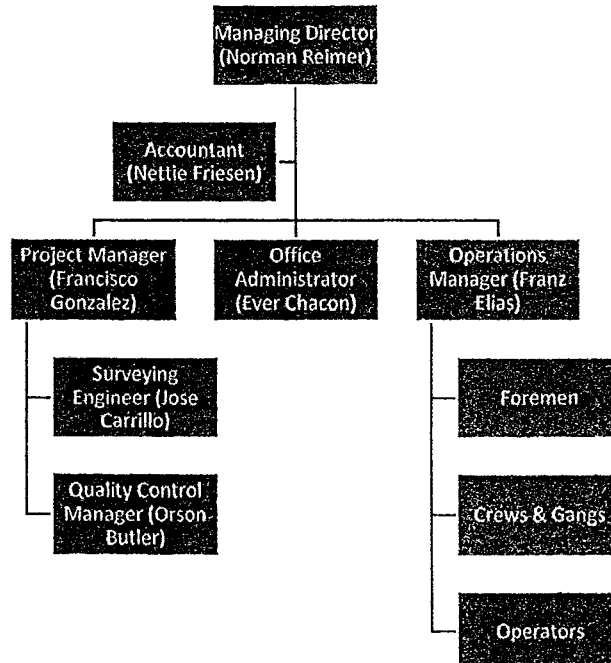 Managing Director
(Norman Reimer)
Accountant
(Nettie Friesen)
Project Manager
(Francisco
Gonzalez)
Office
Administrator
(Ever Chacon)
Operations
Manager (Franz
Elias)
Surveying
Engineer (Jose
Carrillo)
Quality Control
Manager (Orson
Butler)
Foremen
Crews & Gangs
Operators